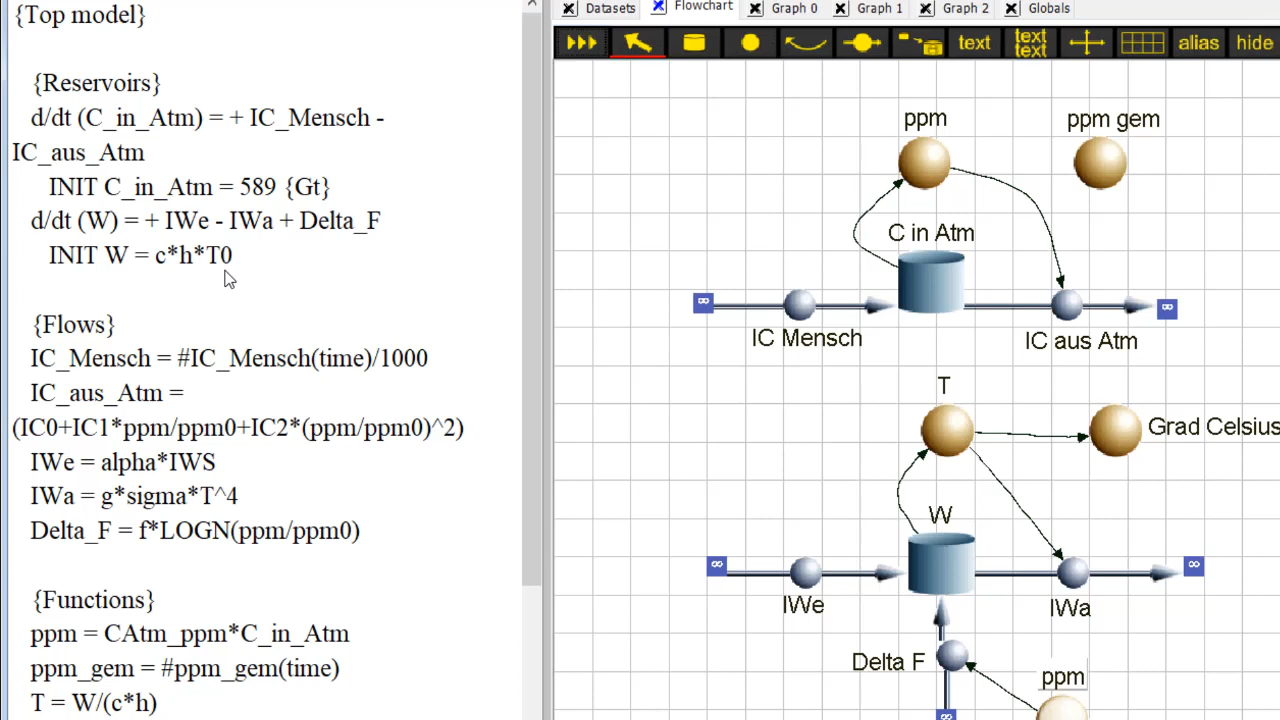 {Top model}
{Reservoirs}
d/dt (C_in_Atm) = + IC_Mensch -
IC_aus_Atm
INIT C_in_Atm = 589 {Gt}
d/dt (W) = + IWe - IWa + Delta_F
INIT W = c*h*T0
{Flows}
IC_Mensch = #IC_Mensch(time)/1000
IC_aus_Atm =
(IC0+IC1*ppm/ppm0+IC2*(ppm/ppm0)^2)
IWe = alpha*IWS
IWa = g*sigma*T^4
Delta_F = f*LOGN(ppm/ppm0)
{Functions}
ppm = CAtm_ppm*C_in_Atm
ppm_gem = #ppm_gem(time)
T = W/(c*h)
Datasets Flowchart Graph 0 Graph 1 Graph 2 Globals
text text text alias hide
ppm ppm gem
C in Atm
∞ ∞
IC Mensch IC aus Atm
T
Grad Celsius
W
∞ ∞
IWe IWa
Delta F
ppm
∞